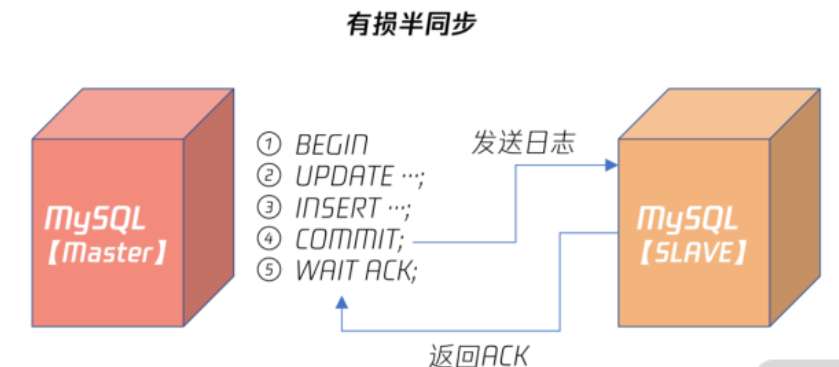 有损半同步
MySQL
【Master】
① BEGIN
② UPDATE ···;
③ INSERT ···;
④ COMMIT;
⑤ WAIT ACK;
发送日志
MySQL
【SLAVE】
返回ACK